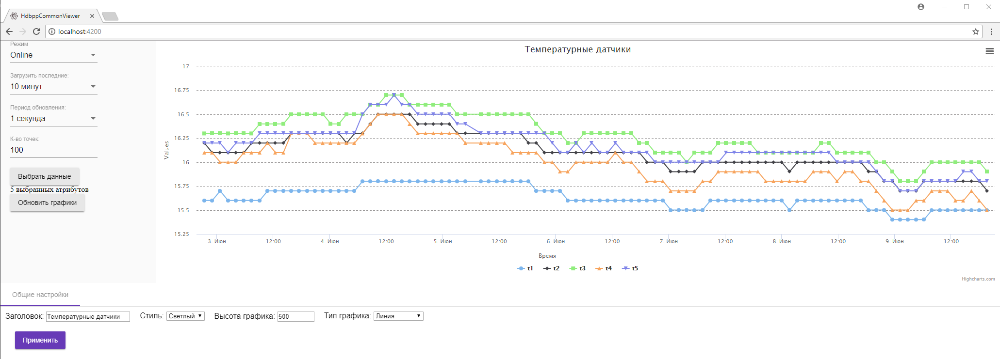 HdbppCommonViewer
localhost:4200
Режим
Online
Загрузить последние:
10 минут
Период обновления:
1 секунда
К-во точек:
100
Выбрать данные
5 выбранных атрибутов
Обновить графики
Температурные датчики
17
16.75
16.5
16.25
16
15.75
15.5
15.25
Values
3. Июн 12:00 4. Июн 12:00 5. Июн 12:00 6. Июн 12:00 7. Июн 12:00 8. Июн 12:00 9. Июн 12:00
Время
t1 t2 t3 t4 t5
Highcharts.com
Общие настройки
Заголовок: Температурные датчики Стиль: Светлый Высота графика: 500 Тип графика: Линия
Применить